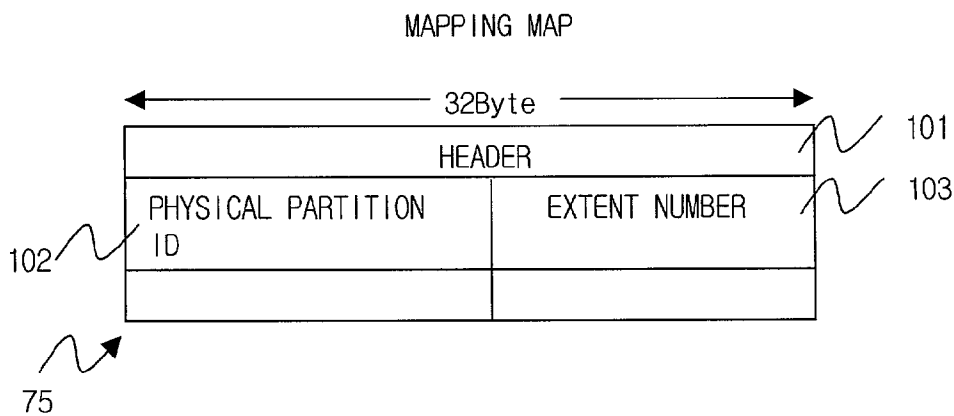 MAPPING MAP
32Byte
HEADER
101
PHYSICAL PARTITION
ID
EXTENT NUMBER
103
102
75